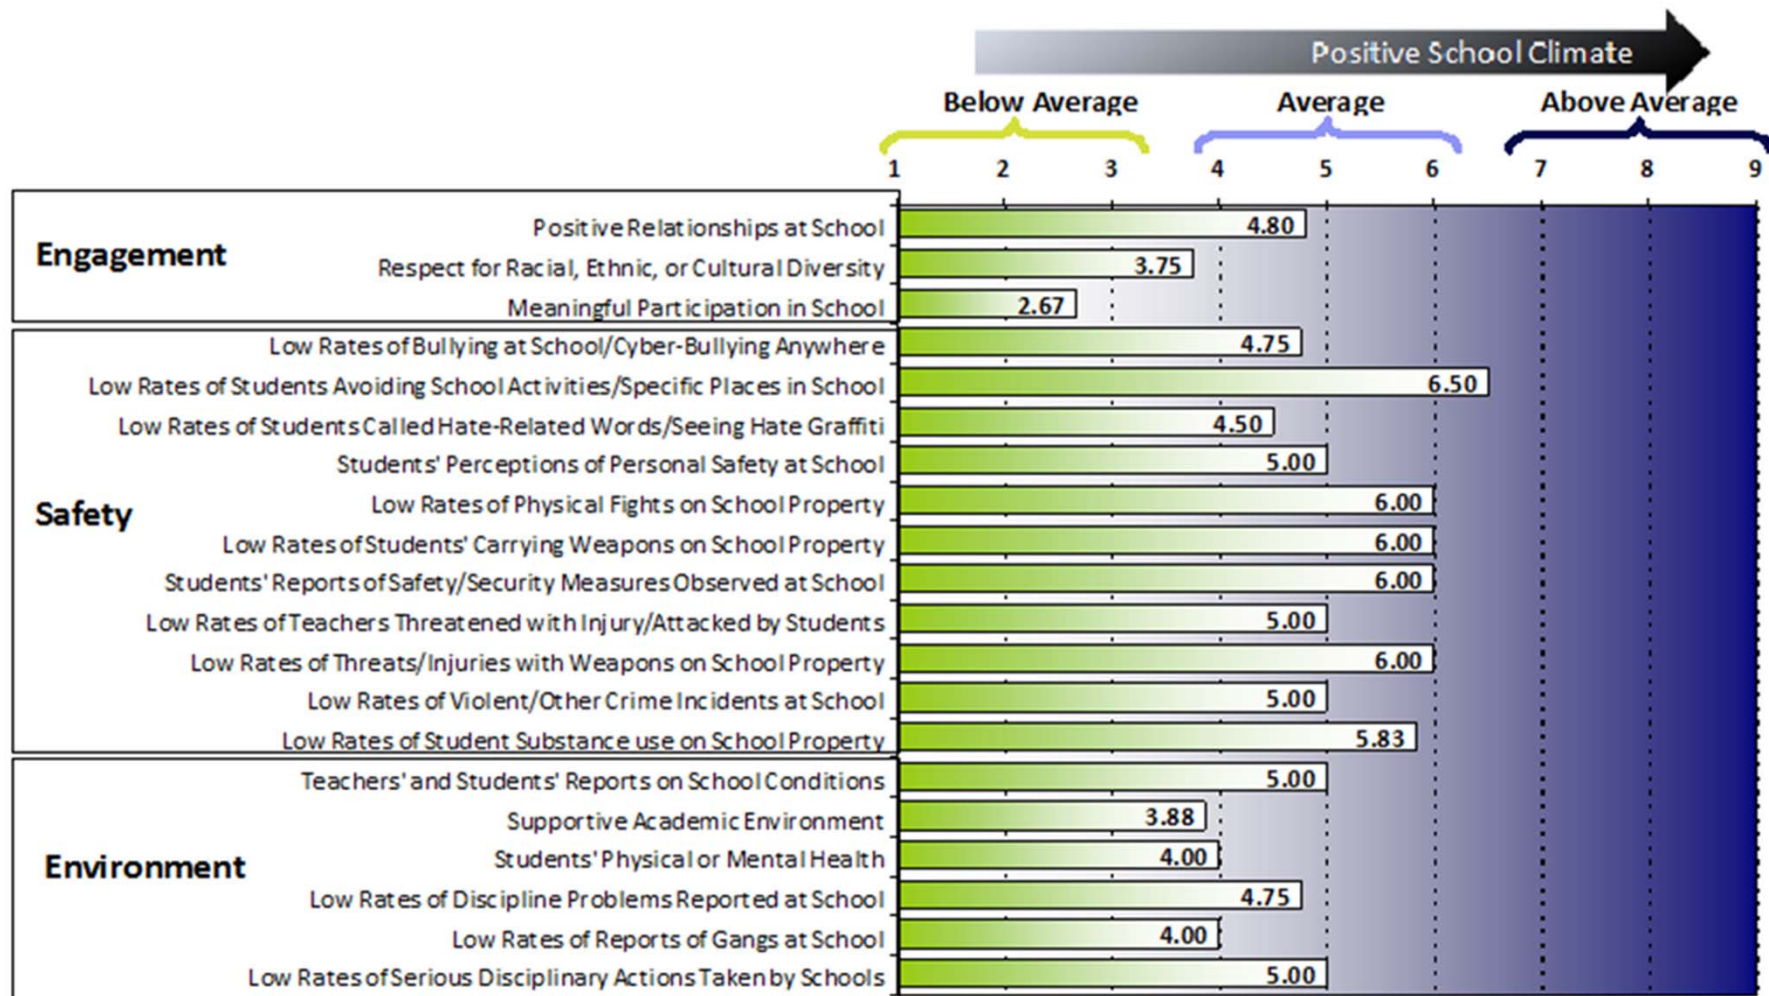 Positive School Climate
Below Average Average Above Average
1 2 3 4 5 6 7 8 9
Engagement
Positive Relationships at School 4.80
Respect for Racial, Ethnic, or Cultural Diversity 3.75
Meaningful Participation in School 2.67
Safety
Low Rates of Bullying at School/Cyber-Bullying Anywhere 4.75
Low Rates of Students Avoiding School Activities/Specific Places in School 6.50
Low Rates of Students Called Hate-Related Words/Seeing Hate Graffiti 4.50
Students' Perceptions of Personal Safety at School 5.00
Low Rates of Physical Fights on School Property 6.00
Low Rates of Students' Carrying Weapons on School Property 6.00
Students' Reports of Safety/Security Measures Observed at School 6.00
Low Rates of Teachers Threatened with Injury/Attacked by Students 5.00
Low Rates of Threats/Injuries with Weapons on School Property 6.00
Low Rates of Violent/Other Crime Incidents at School 5.00
Low Rates of Student Substance use on School Property 5.83
Environment
Teachers' and Students' Reports on School Conditions 5.00
Supportive Academic Environment 3.88
Students' Physical or Mental Health 4.00
Low Rates of Discipline Problems Reported at School 4.75
Low Rates of Reports of Gangs at School 4.00
Low Rates of Serious Disciplinary Actions Taken by Schools 5.00